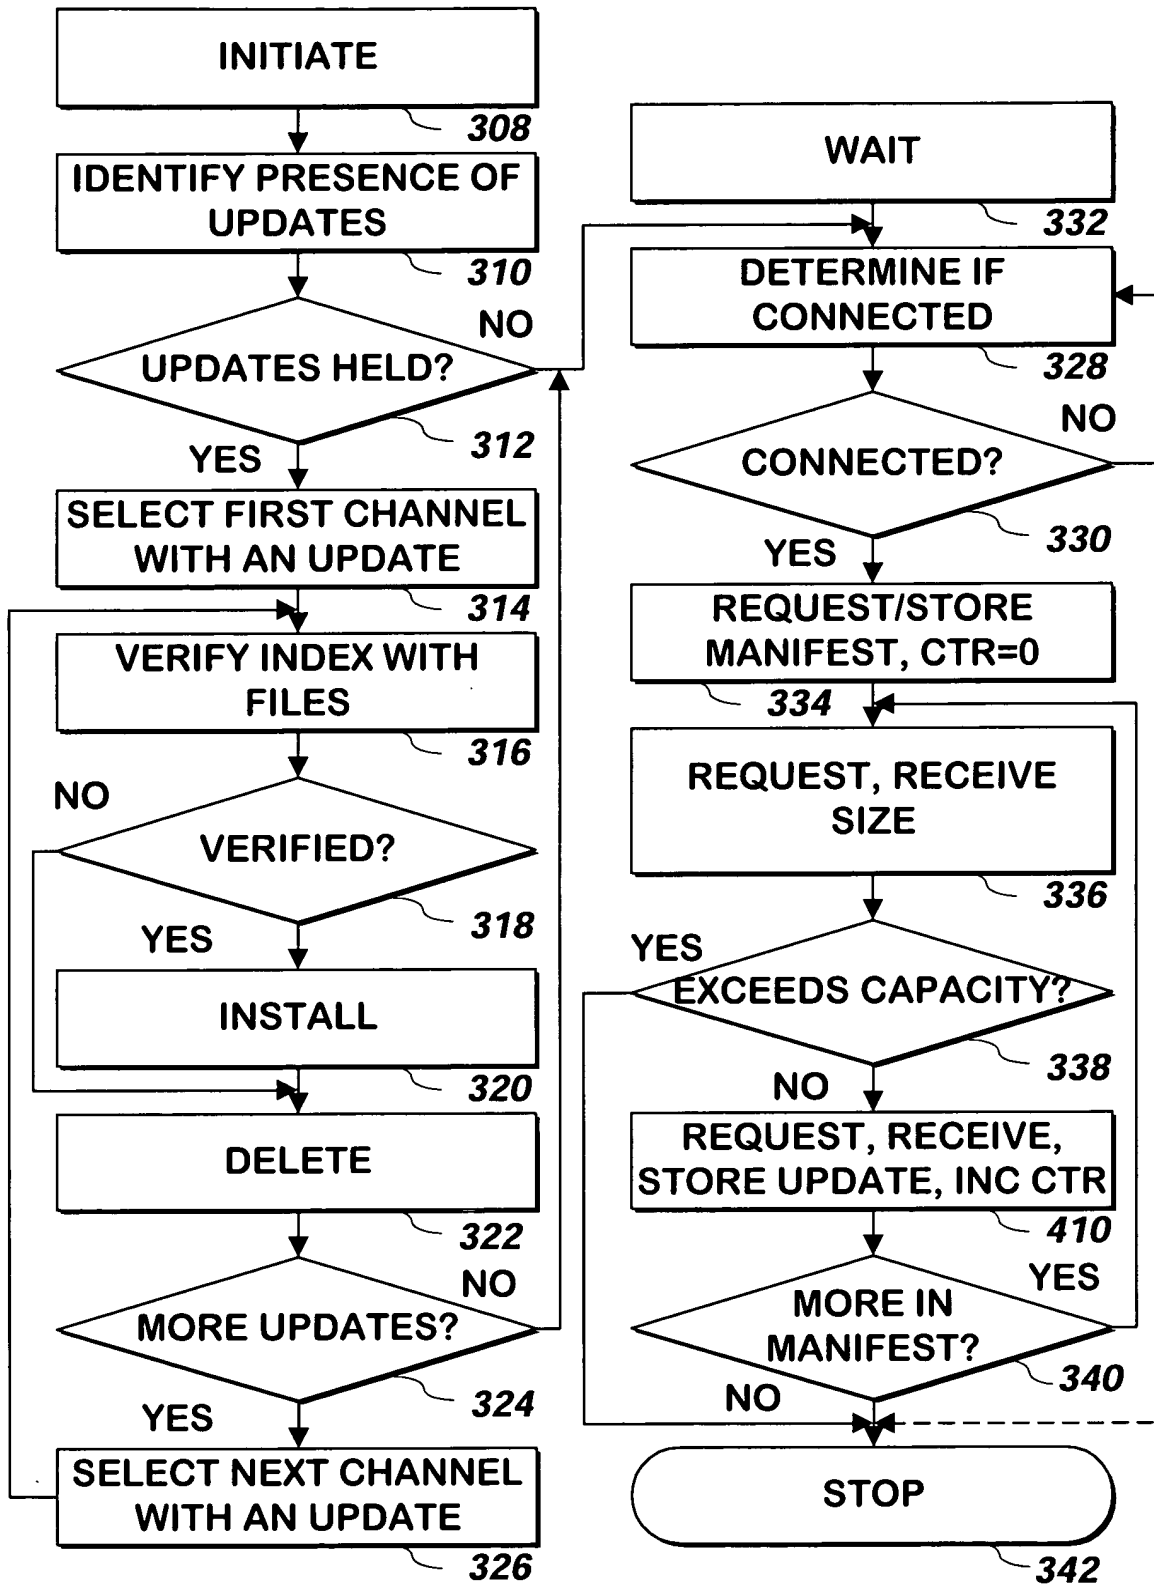 INITIATE
308
IDENTIFY PRESENCE OF
UPDATES
310
NO
UPDATES HELD?
312
YES
SELECT FIRST CHANNEL
WITH AN UPDATE
314
VERIFY INDEX WITH
FILES
316
NO
VERIFIED?
318
YES
INSTALL
320
DELETE
322
NO
MORE UPDATES?
324
YES
SELECT NEXT CHANNEL
WITH AN UPDATE
326
WAIT
332
DETERMINE IF
CONNECTED
328
NO
CONNECTED?
330
YES
REQUEST/STORE
MANIFEST, CTR=0
334
REQUEST, RECEIVE
SIZE
336
YES
EXCEEDS CAPACITY?
338
NO
REQUEST, RECEIVE,
STORE UPDATE, INC CTR
410
YES
MORE IN
MANIFEST?
340
NO
STOP
342